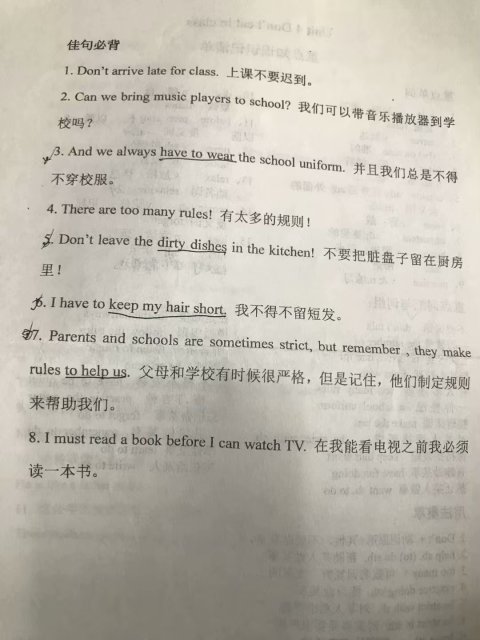 佳句必背
1. Don't arrive late for class. 上课不要迟到。
2. Can we bring music players to school? 我们可以带音乐播放器到学
校吗?
3. And we always have to wear the school uniform. 并且我们总是不得
不穿校服。
4. There are too many rules! 有太多的规则!
5. Don't leave the dirty dishes in the kitchen! 不要把脏盘子留在厨房
里!
6. I have to keep my hair short. 我不得不留短发。
7. Parents and schools are sometimes strict, but remember , they make
rules to help us. 父母和学校有时候很严格，但是记住，他们制定规则
来帮助我们。
8. I must read a book before I can watch TV. 在我能看电视之前我必须
读一本书。